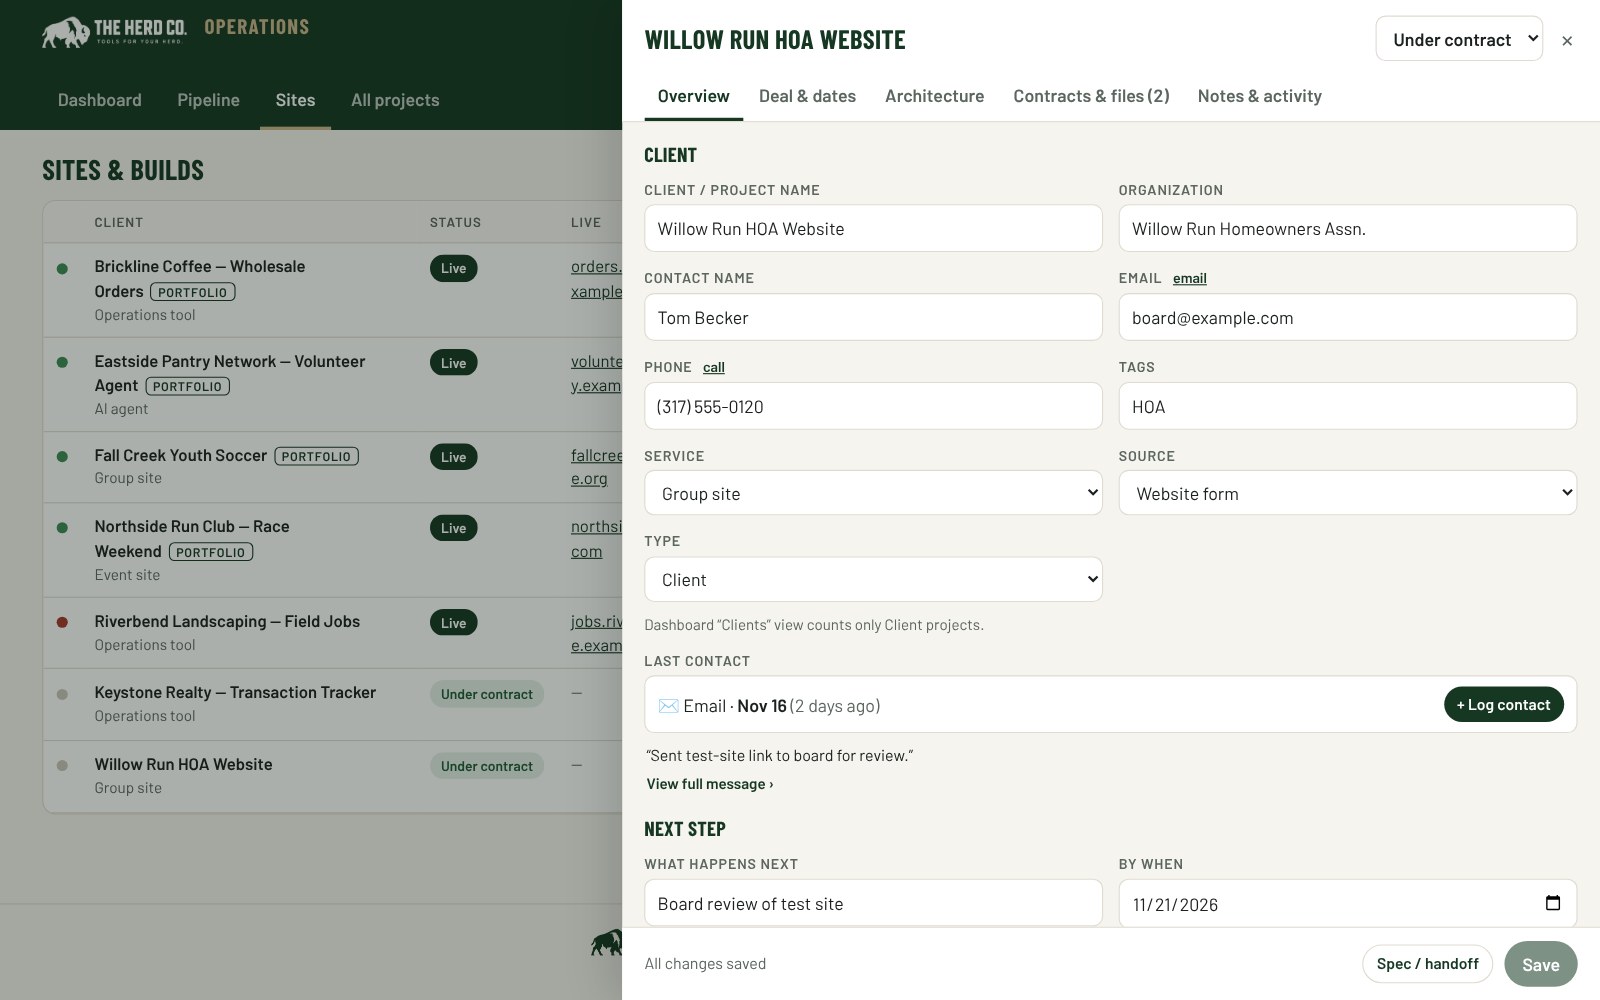 THE HERD CO.
TOOLS FOR YOUR HERD.
OPERATIONS
Dashboard
Pipeline
Sites
All projects
SITES & BUILDS
CLIENT
STATUS
LIVE
Brickline Coffee – Wholesale
Orders PORTFOLIO
Operations tool
Live
orders.
xample
Eastside Pantry Network – Volunteer
Agent PORTFOLIO
AI agent
Live
volunte
y.exam
Fall Creek Youth Soccer PORTFOLIO
Group site
Live
fallcree
e.org
Northside Run Club – Race
Weekend PORTFOLIO
Event site
Live
northsi
com
Riverbend Landscaping – Field Jobs
Operations tool
Live
jobs.riv
e.exam
Keystone Realty – Transaction Tracker
Operations tool
Under contract
–
Willow Run HOA Website
Group site
Under contract
–
WILLOW RUN HOA WEBSITE
Under contract
×
Overview
Deal & dates
Architecture
Contracts & files (2)
Notes & activity
CLIENT
CLIENT / PROJECT NAME
Willow Run HOA Website
ORGANIZATION
Willow Run Homeowners Assn.
CONTACT NAME
Tom Becker
EMAIL email
board@example.com
PHONE call
(317) 555-0120
TAGS
HOA
SERVICE
Group site
SOURCE
Website form
TYPE
Client
Dashboard “Clients” view counts only Client projects.
LAST CONTACT
✉️ Email · Nov 16 (2 days ago)
+ Log contact
“Sent test-site link to board for review.”
View full message ›
NEXT STEP
WHAT HAPPENS NEXT
Board review of test site
BY WHEN
11/21/2026
All changes saved
Spec / handoff
Save